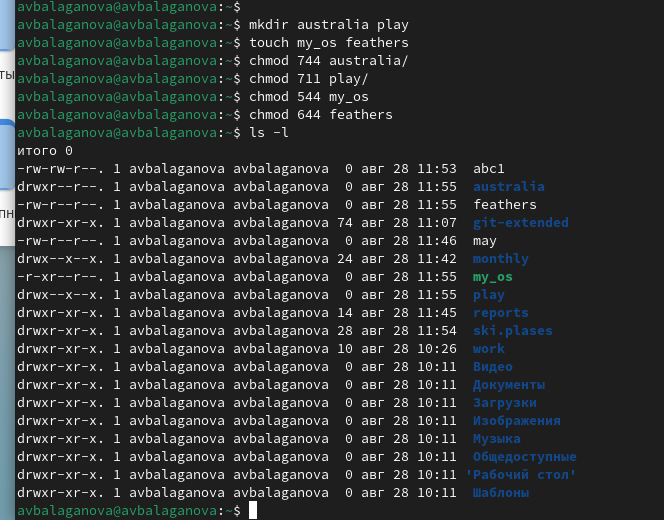 avbalaganova@avbalaganova:~$
avbalaganova@avbalaganova:~$ mkdir australia play
avbalaganova@avbalaganova:~$ touch my_os feathers
avbalaganova@avbalaganova:~$ chmod 744 australia/
avbalaganova@avbalaganova:~$ chmod 711 play/
avbalaganova@avbalaganova:~$ chmod 544 my_os
avbalaganova@avbalaganova:~$ chmod 644 feathers
avbalaganova@avbalaganova:~$ ls -l
итого 0
-rw-rw-r--. 1 avbalaganova avbalaganova  0 авг 28 11:53  abc1
drwxr--r--. 1 avbalaganova avbalaganova  0 авг 28 11:55  australia
-rw-r--r--. 1 avbalaganova avbalaganova  0 авг 28 11:55  feathers
drwxr-xr-x. 1 avbalaganova avbalaganova 74 авг 28 11:07  git-extended
-rw-r--r--. 1 avbalaganova avbalaganova  0 авг 28 11:46  may
drwx--x--x. 1 avbalaganova avbalaganova 24 авг 28 11:42  monthly
-r-xr--r--. 1 avbalaganova avbalaganova  0 авг 28 11:55  my_os
drwx--x--x. 1 avbalaganova avbalaganova  0 авг 28 11:55  play
drwxr-xr-x. 1 avbalaganova avbalaganova 14 авг 28 11:45  reports
drwxr-xr-x. 1 avbalaganova avbalaganova 28 авг 28 11:54  ski.plases
drwxr-xr-x. 1 avbalaganova avbalaganova 10 авг 28 10:26  work
drwxr-xr-x. 1 avbalaganova avbalaganova  0 авг 28 10:11  Видео
drwxr-xr-x. 1 avbalaganova avbalaganova  0 авг 28 10:11  Документы
drwxr-xr-x. 1 avbalaganova avbalaganova  0 авг 28 10:11  Загрузки
drwxr-xr-x. 1 avbalaganova avbalaganova  0 авг 28 10:11  Изображения
drwxr-xr-x. 1 avbalaganova avbalaganova  0 авг 28 10:11  Музыка
drwxr-xr-x. 1 avbalaganova avbalaganova  0 авг 28 10:11  Общедоступные
drwxr-xr-x. 1 avbalaganova avbalaganova  0 авг 28 10:11 'Рабочий стол'
drwxr-xr-x. 1 avbalaganova avbalaganova  0 авг 28 10:11  Шаблоны
avbalaganova@avbalaganova:~$